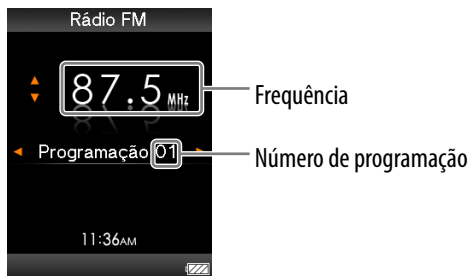 Rádio FM
87.5 MHz
Frequência
Programação 01
Número de programação
11:36AM